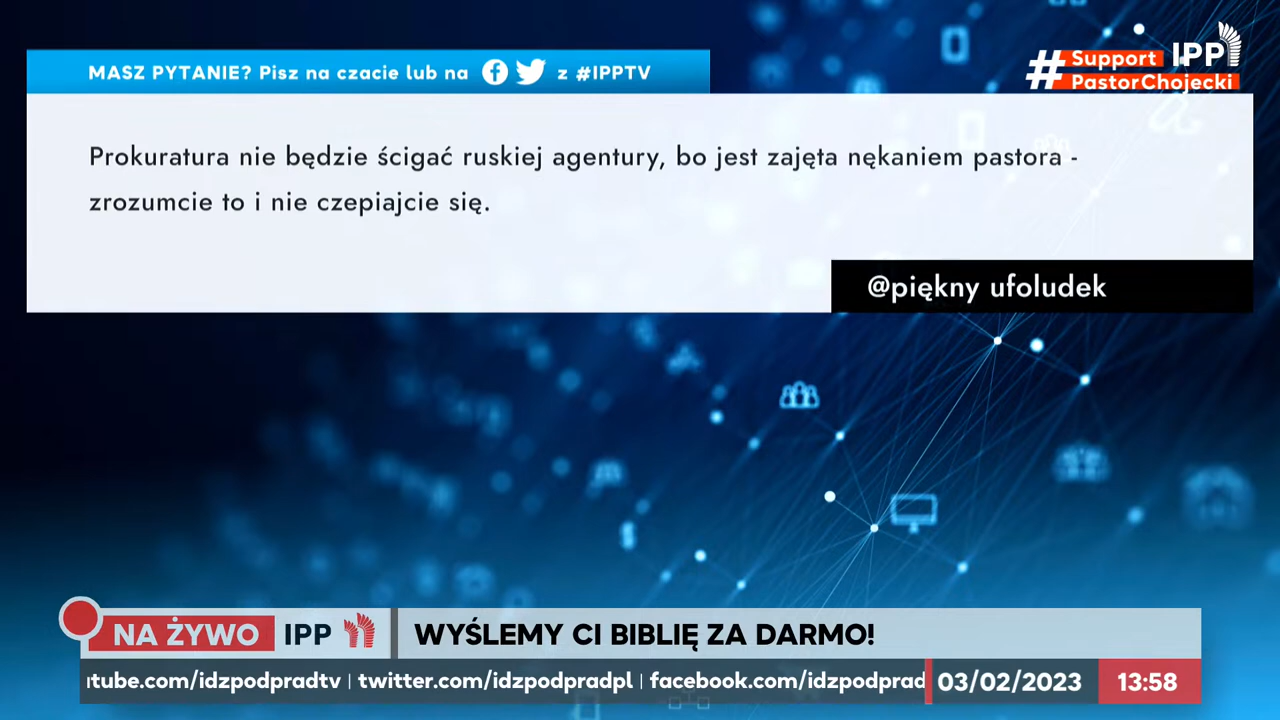 MASZ PYTANIE? Pisz na czacie lub na z #IPPTV
#Support IPP
PastorChojecki
Prokuratura nie będzie ścigać ruskiej agentury, bo jest zajęta nękaniem pastora -
zrozumcie to i nie czepiajcie się.
@piękny ufoludek
NA ŻYWO IPP WYŚLEMY CI BIBLIĘ ZA DARMO!
tube.com/idzpodpradtv | twitter.com/idzpodpradpl | facebook.com/idzpodprad 03/02/2023 13:58